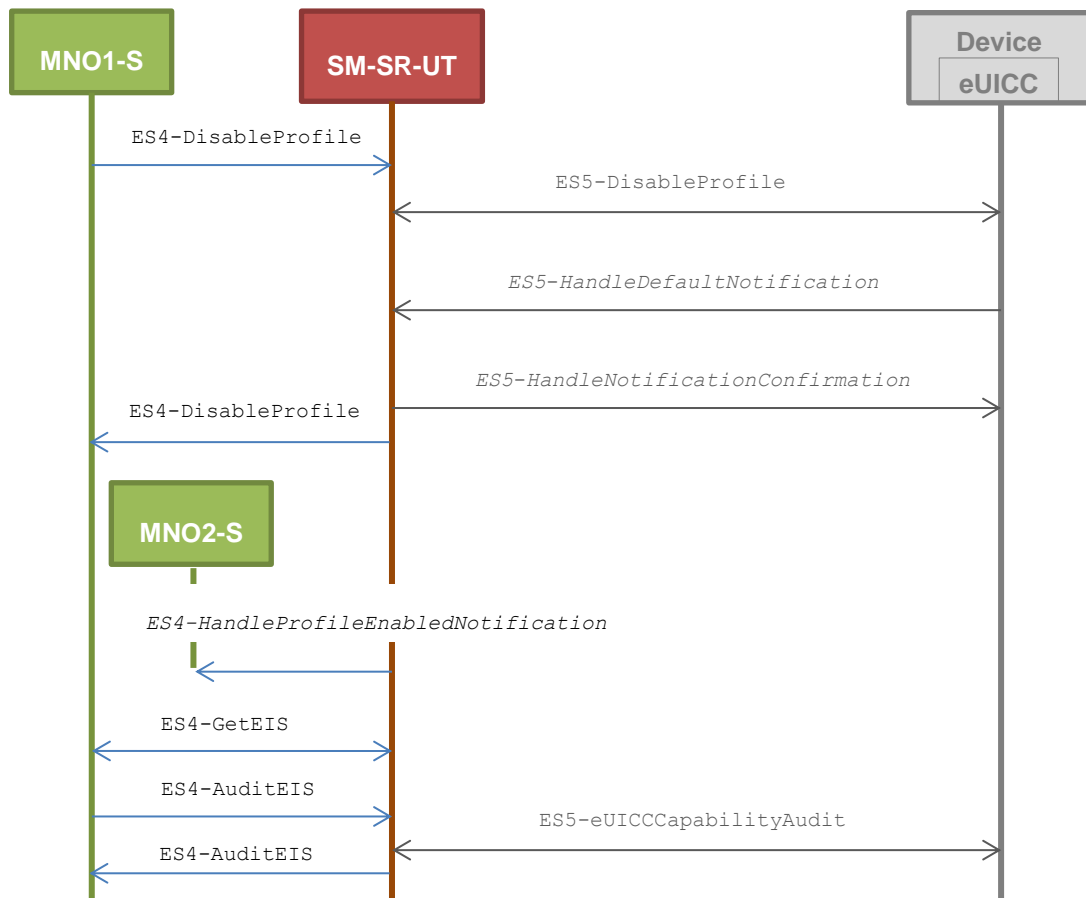 MNO1-S
SM-SR-UT
Device
eUICC
ES4-DisableProfile
ES5-DisableProfile
ES5-HandleDefaultNotification
ES5-HandleNotificationConfirmation
ES4-DisableProfile
MNO2-S
ES4-HandleProfileEnabledNotification
ES4-GetEIS
ES4-AuditEIS
ES5-eUICCCapabilityAudit
ES4-AuditEIS